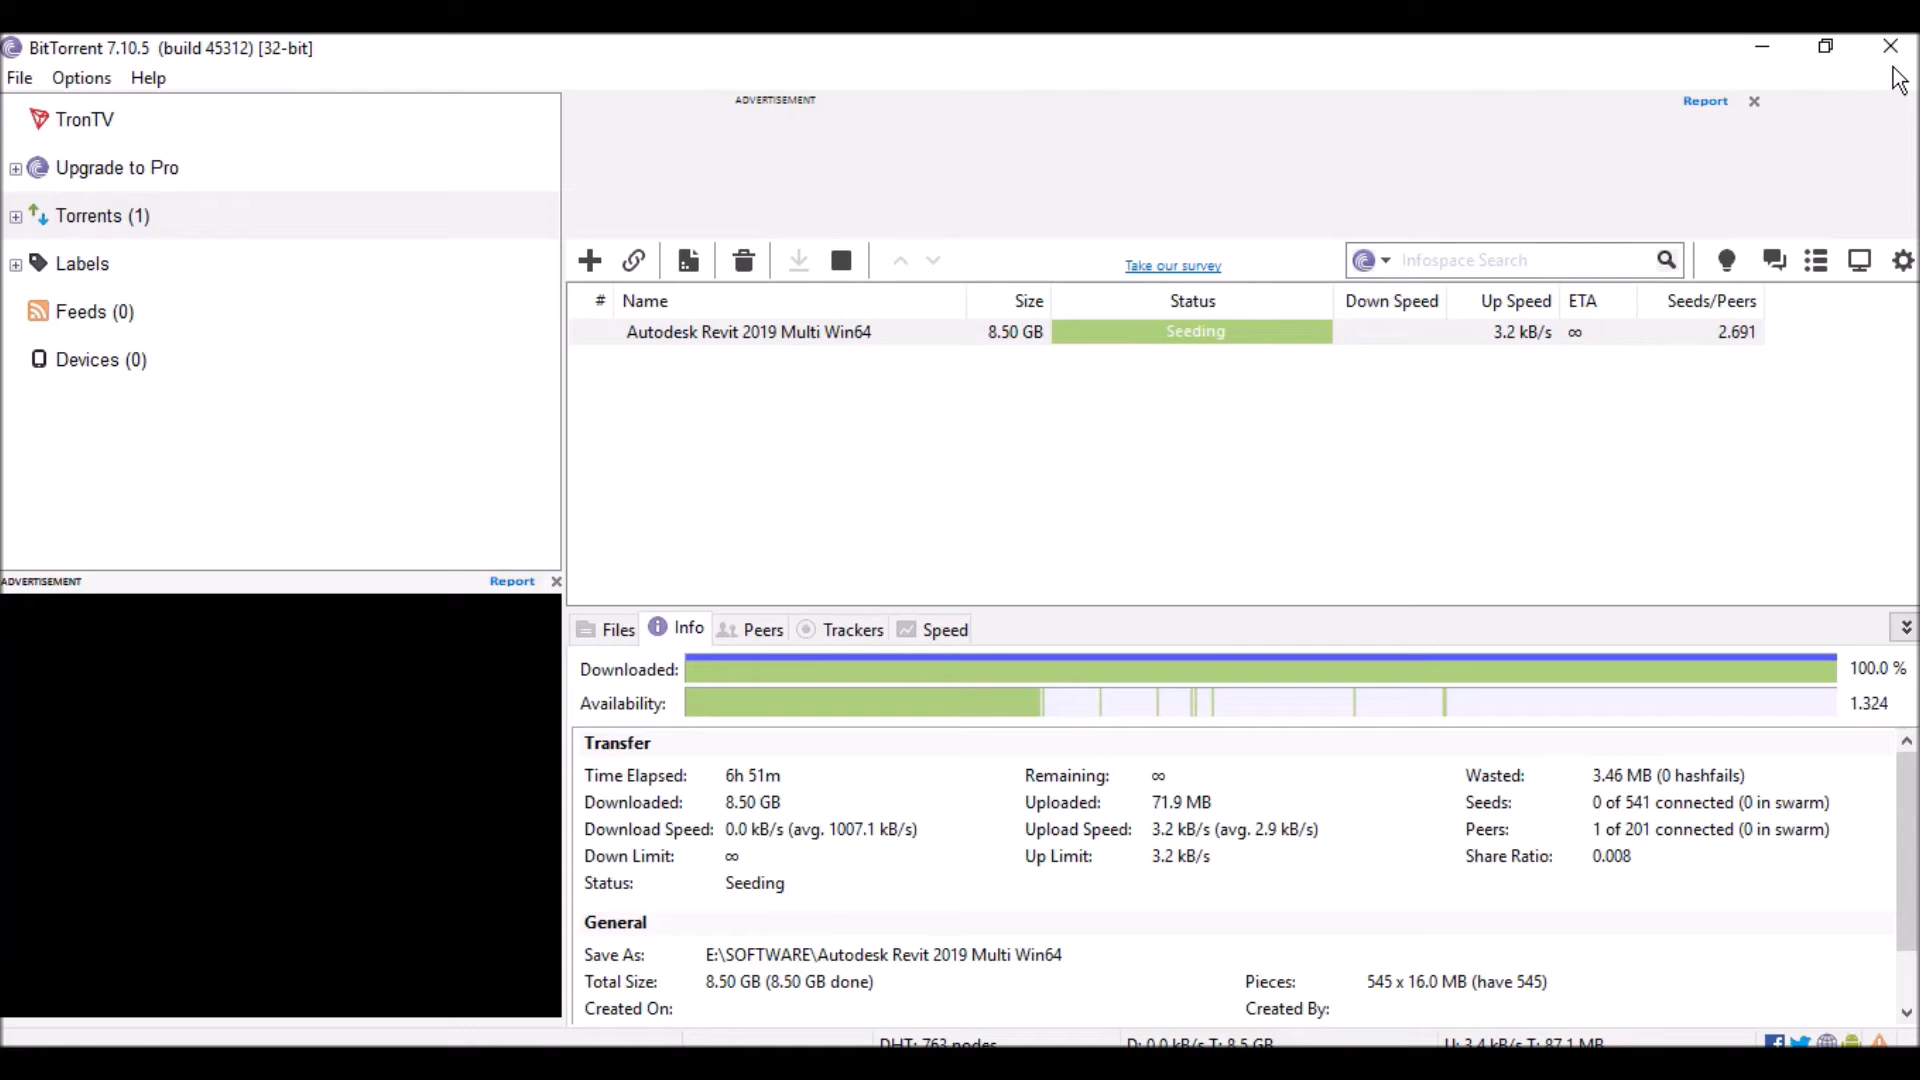 BitTorrent 7.10.5 (build 45312) [32-bit]
File Options Help
TronTV
Upgrade to Pro
Torrents (1)
Labels
Feeds (0)
Devices (0)
ADVERTISEMENT Report
ADVERTISEMENT Report
Take our survey
Infospace Search
# Name Size Status Down Speed Up Speed ETA Seeds/Peers
Autodesk Revit 2019 Multi Win64 8.50 GB Seeding 3.2 kB/s ∞ 2.691
Files Info Peers Trackers Speed
Downloaded: 100.0 %
Availability: 1.324
Transfer
Time Elapsed: 6h 51m Remaining: ∞ Wasted: 3.46 MB (0 hashfails)
Downloaded: 8.50 GB Uploaded: 71.9 MB Seeds: 0 of 541 connected (0 in swarm)
Download Speed: 0.0 kB/s (avg. 1007.1 kB/s) Upload Speed: 3.2 kB/s (avg. 2.9 kB/s) Peers: 1 of 201 connected (0 in swarm)
Down Limit: ∞ Up Limit: 3.2 kB/s Share Ratio: 0.008
Status: Seeding
General
Save As: E:\SOFTWARE\Autodesk Revit 2019 Multi Win64
Total Size: 8.50 GB (8.50 GB done) Pieces: 545 x 16.0 MB (have 545)
Created On: Created By:
DHT: 763 nodes D: 0.0 kB/s T: 8.5 GB U: 3.4 kB/s T: 87.1 MB